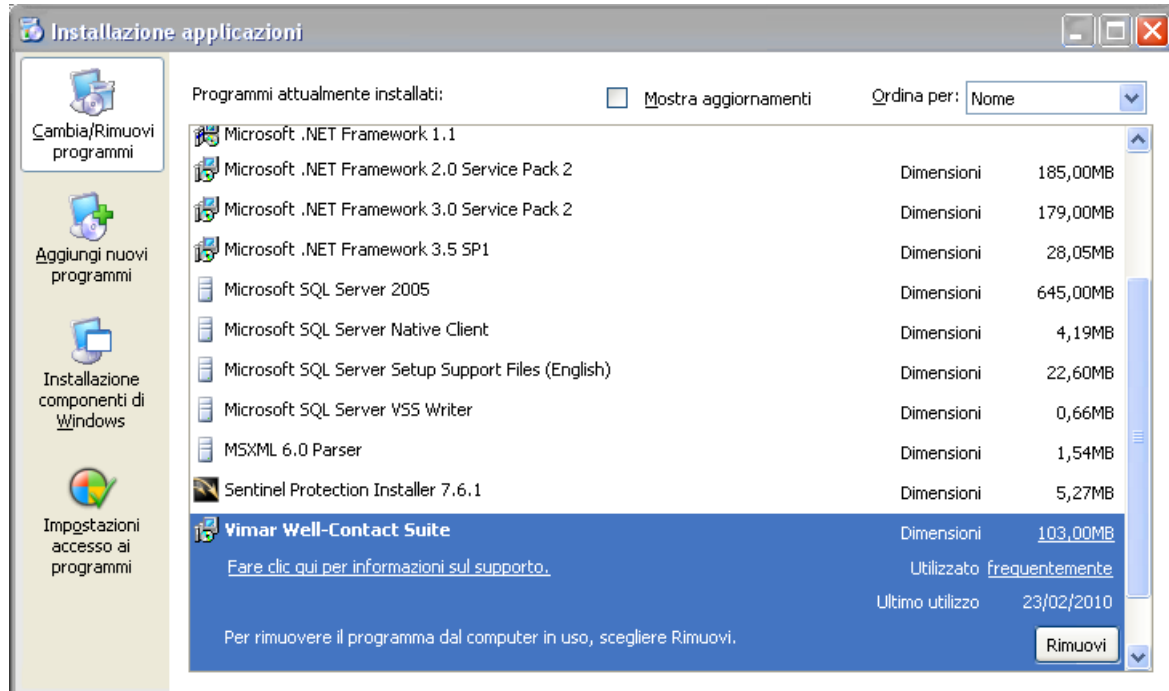 Installazione applicazioni
Cambia/Rimuovi
programmi
Aggiungi nuovi
programmi
Installazione
componenti di
Windows
Impostazioni
accesso ai
programmi
Programmi attualmente installati: Mostra aggiornamenti Ordina per: Nome
Microsoft .NET Framework 1.1
Microsoft .NET Framework 2.0 Service Pack 2 Dimensioni 185,00MB
Microsoft .NET Framework 3.0 Service Pack 2 Dimensioni 179,00MB
Microsoft .NET Framework 3.5 SP1 Dimensioni 28,05MB
Microsoft SQL Server 2005 Dimensioni 645,00MB
Microsoft SQL Server Native Client Dimensioni 4,19MB
Microsoft SQL Server Setup Support Files (English) Dimensioni 22,60MB
Microsoft SQL Server VSS Writer Dimensioni 0,66MB
MSXML 6.0 Parser Dimensioni 1,54MB
Sentinel Protection Installer 7.6.1 Dimensioni 5,27MB
Vimar Well-Contact Suite Dimensioni 103,00MB
Fare clic qui per informazioni sul supporto. Utilizzato frequentemente
Ultimo utilizzo 23/02/2010
Per rimuovere il programma dal computer in uso, scegliere Rimuovi. Rimuovi